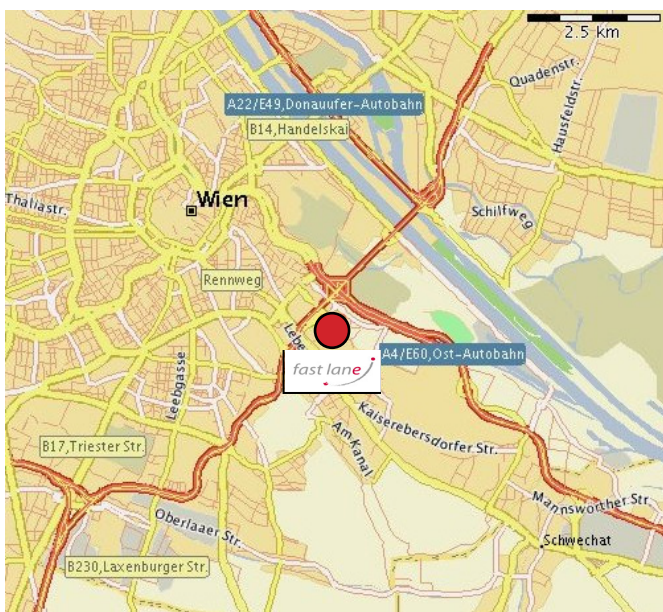 2.5 km
Quadenstr.
Hausfeldstr.
A22/E49,Donauufer-Autobahn
B14,Handelskai
Thaliastr.
Wien
Schilfweg
Rennweg
Lebe
A4/E60,Ost-Autobahn
fast lane
Leebgasse
Kaiserebersdorfer Str.
Am Kanal
B17,Triester Str.
Mannswörther Str
Oberlaaer Str.
Schwechat
B230,Laxenburger Str.